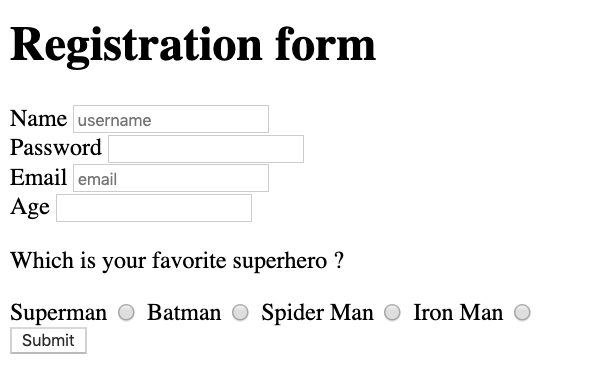 Registration form
Name username
Password
Email email
Age
Which is your favorite superhero ?
Superman Batman Spider Man Iron Man
Submit